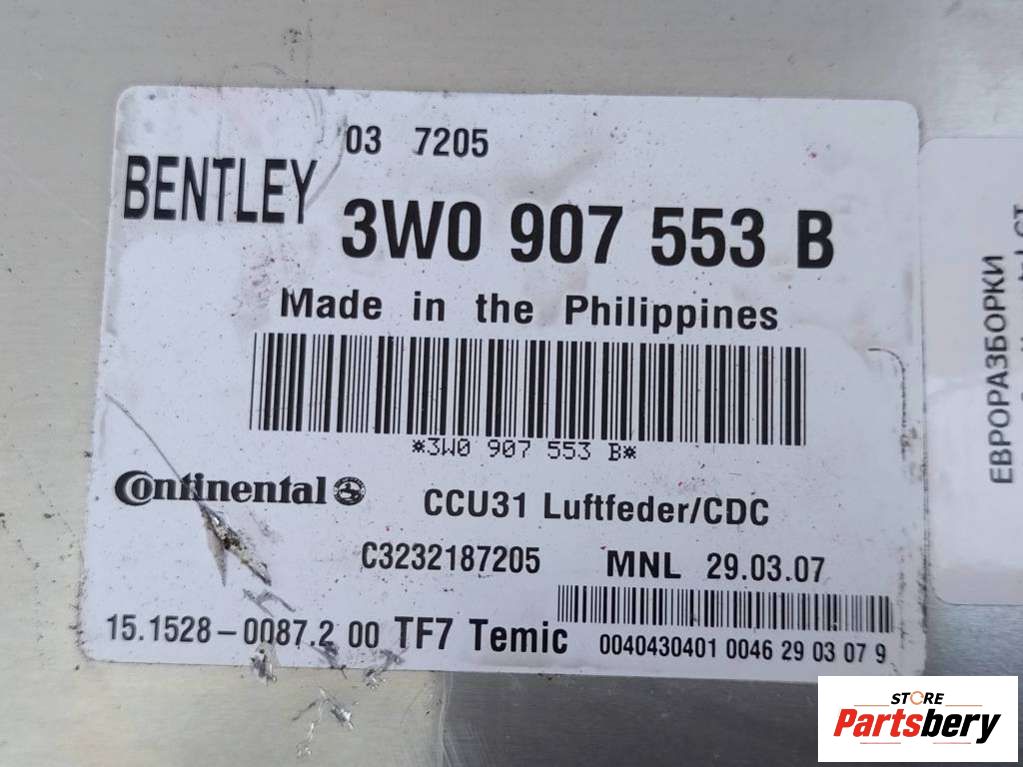 03 7205
BENTLEY
3W0 907 553 B
Made in the Philippines
*3W0 907 553 B*
Continental
CCU31 Luftfeder/CDC
C3232187205 MNL 29.03.07
15.1528-0087.2 00 TF7 Temic
0040430401 0046 29 03 07 9
ЕВРОРАЗБОРКИ
STORE
Partsbery